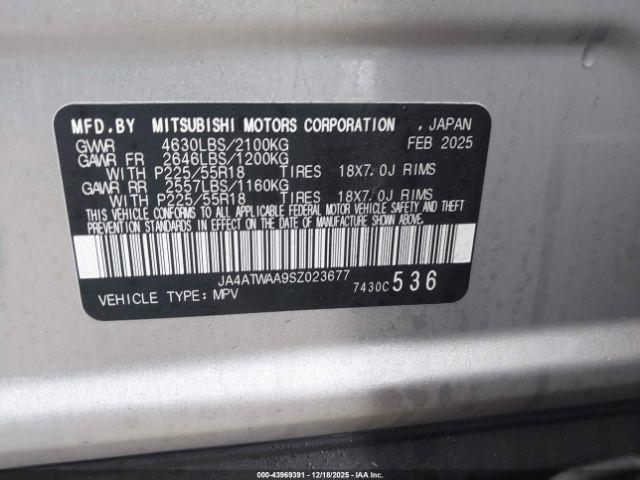 MFD.BY MITSUBISHI MOTORS CORPORATION , JAPAN
GVWR 4630LBS/2100KG FEB 2025
GAWR FR 2646LBS/1200KG
WITH P225/55R18 TIRES 18X7.0J RIMS
GAWR RR 2557LBS/1160KG
WITH P225/55R18 TIRES 18X7.0J RIMS
THIS VEHICLE CONFORMS TO ALL APPLICABLE FEDERAL MOTOR VEHICLE SAFETY AND THEFT
PREVENTION STANDARDS IN EFFECT ON THE DATE OF MANUFACTURE SHOWN ABOVE.
JA4ATWAA9SZ023677
VEHICLE TYPE: MPV 7430C 536
000-43969391 - 12/18/2025 - IAAI.COM